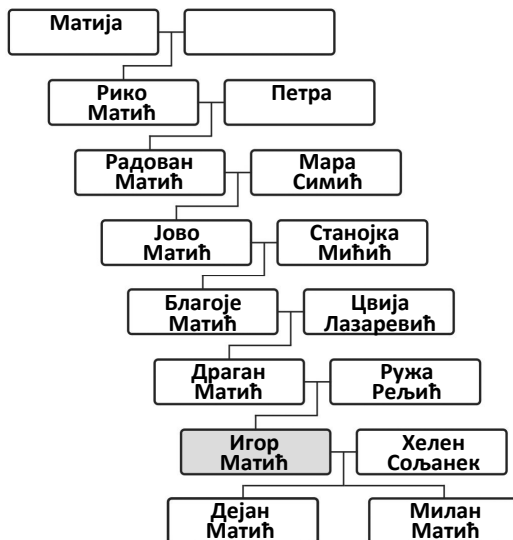 Матија
Рико
Матић
Петра
Радован
Матић
Мара
Симић
Јово
Матић
Станојка
Мићић
Благоје
Матић
Цвија
Лазаревић
Драган
Матић
Ружа
Рељић
Игор
Матић
Хелен
Сољанек
Дејан
Матић
Милан
Матић